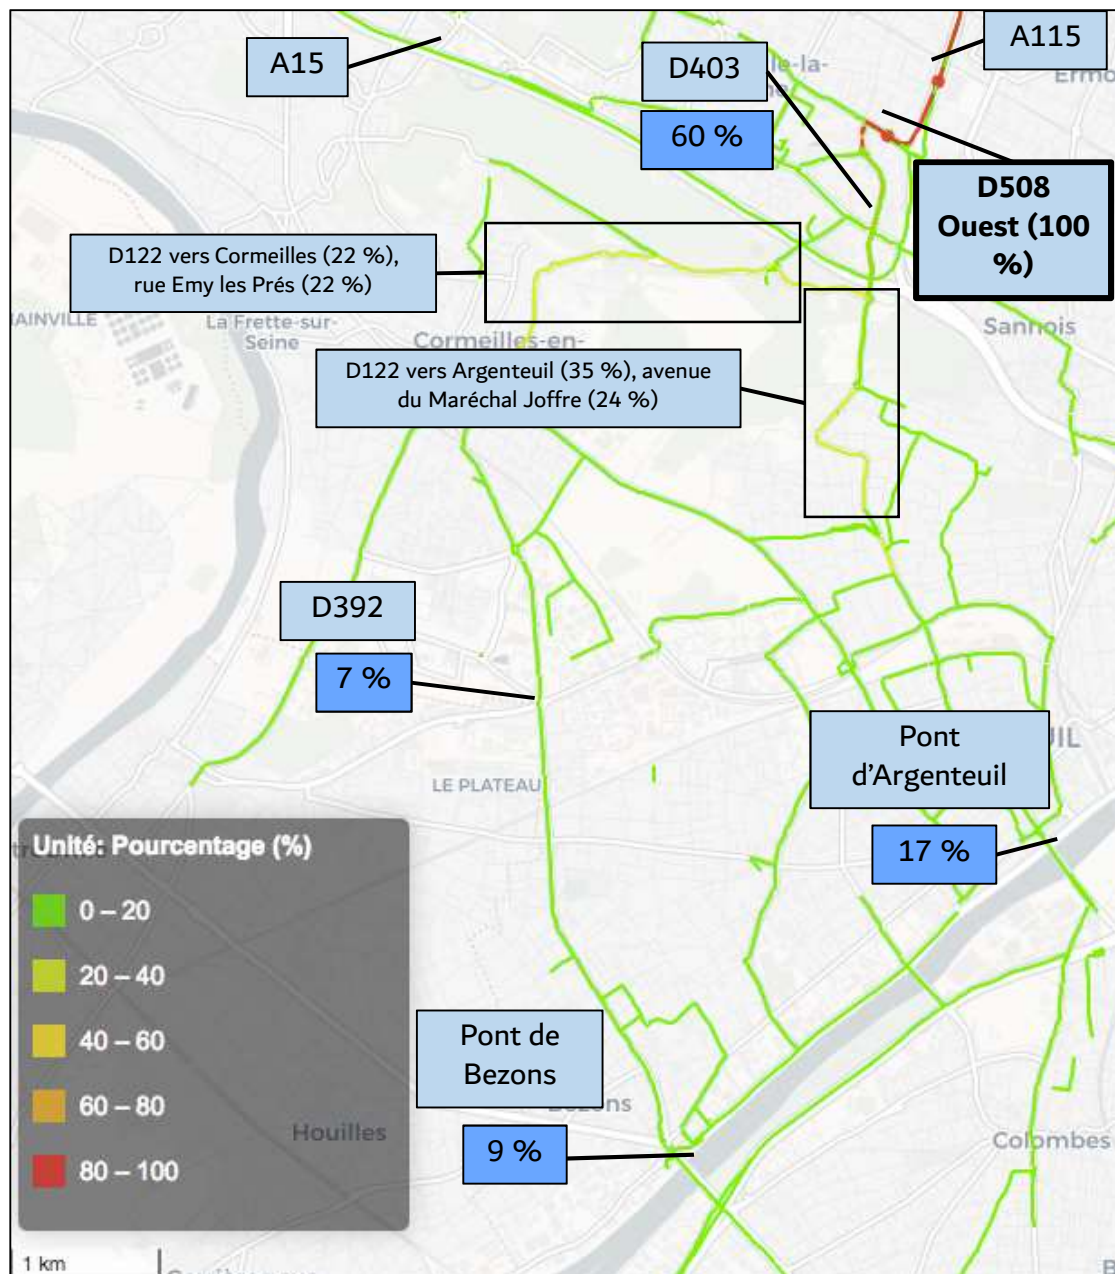 A15
D403
A115
60 %
D508
Ouest (100
%)
D122 vers Cormeilles (22 %),
rue Emy les Prés (22 %)
La Frette-sur-
Seine
Cormeilles-en-
Sannois
D122 vers Argenteuil (35 %), avenue
du Maréchal Joffre (24 %)
D392
7 %
LE PLATEAU
Pont
d'Argenteuil
17 %
Unité: Pourcentage (%)
0 – 20
20 – 40
40 – 60
60 – 80
80 – 100
Pont de
Bezons
Bezons
Houilles
9 %
Colombes
1 km